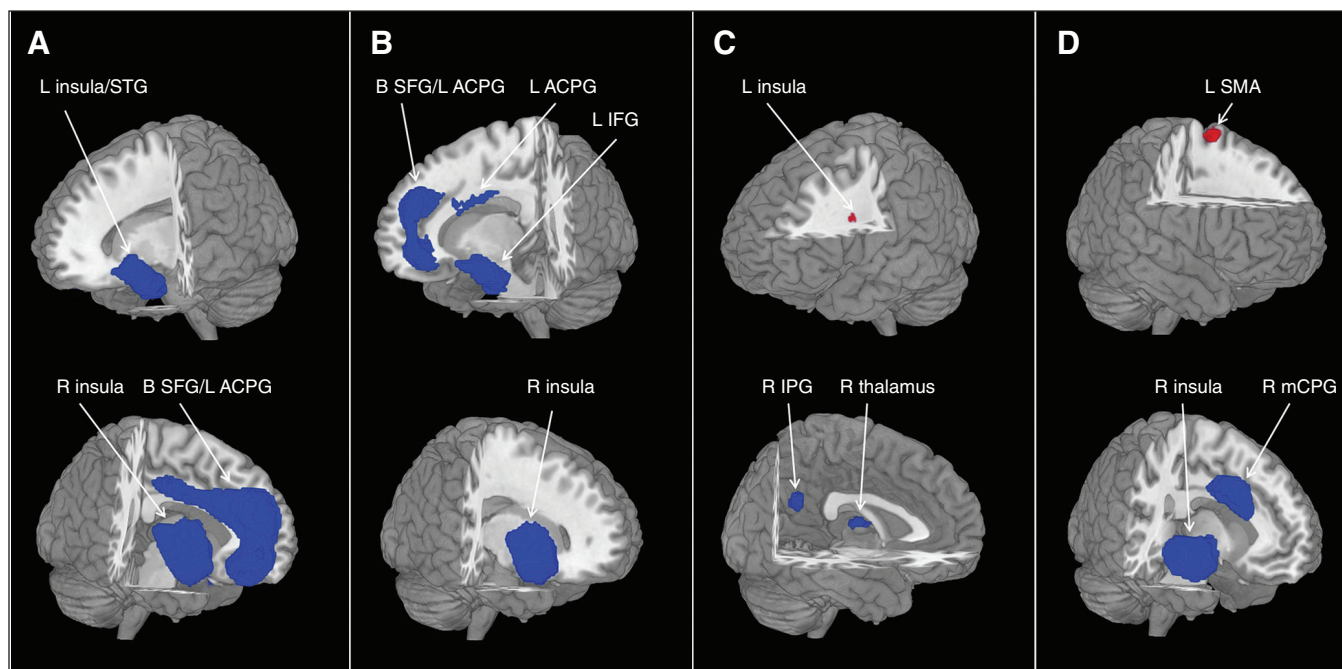 A
B
C
D
L insula/STG
B SFG/L ACPG
L ACPG
L IFG
L insula
L SMA
R insula
B SFG/L ACPG
R insula
R IPG
R thalamus
R insula
R mCPG